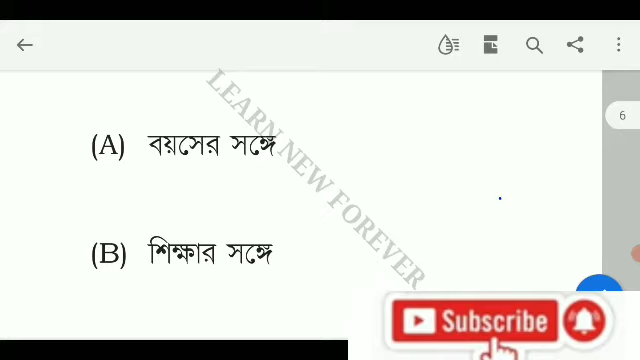 6
(A) বয়সের সঙ্গে
(B) শিক্ষার সঙ্গে
LEARN NEW FOREVER
Subscribe